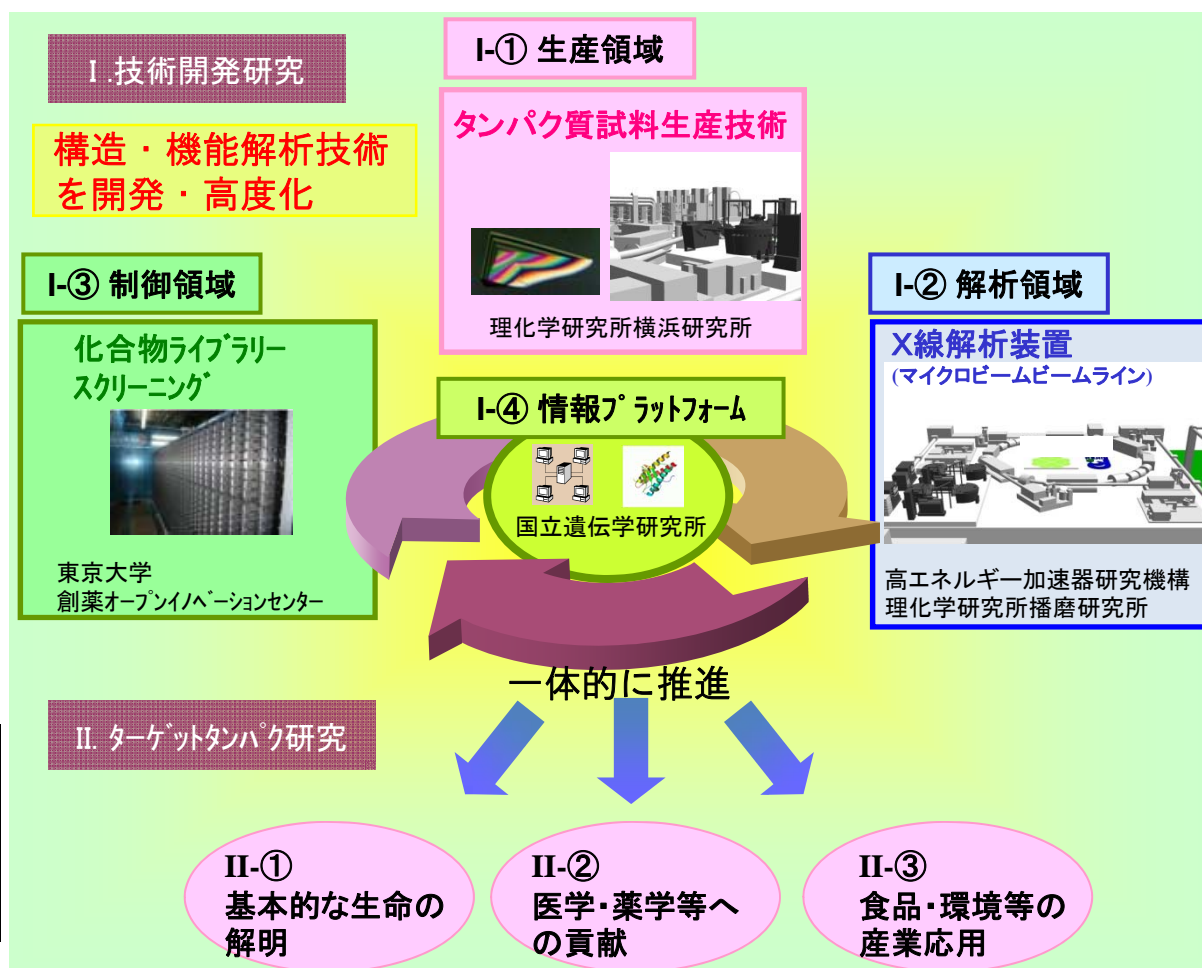 Ⅰ.技術開発研究
構造・機能解析技術
を開発・高度化
I-① 生産領域
タンパク質試料生産技術
理化学研究所横浜研究所
I-③ 制御領域
化合物ライブラリー
スクリーニング
東京大学
創薬オープンイノベーションセンター
I-② 解析領域
X線解析装置
(マイクロビームビームライン)
高エネルギー加速器研究機構
理化学研究所播磨研究所
I-④ 情報プラットフォーム
国立遺伝学研究所
一体的に推進
II. ターゲットタンパク研究
II-①
基本的な生命の
解明
II-②
医学・薬学等へ
の貢献
II-③
食品・環境等の
産業応用